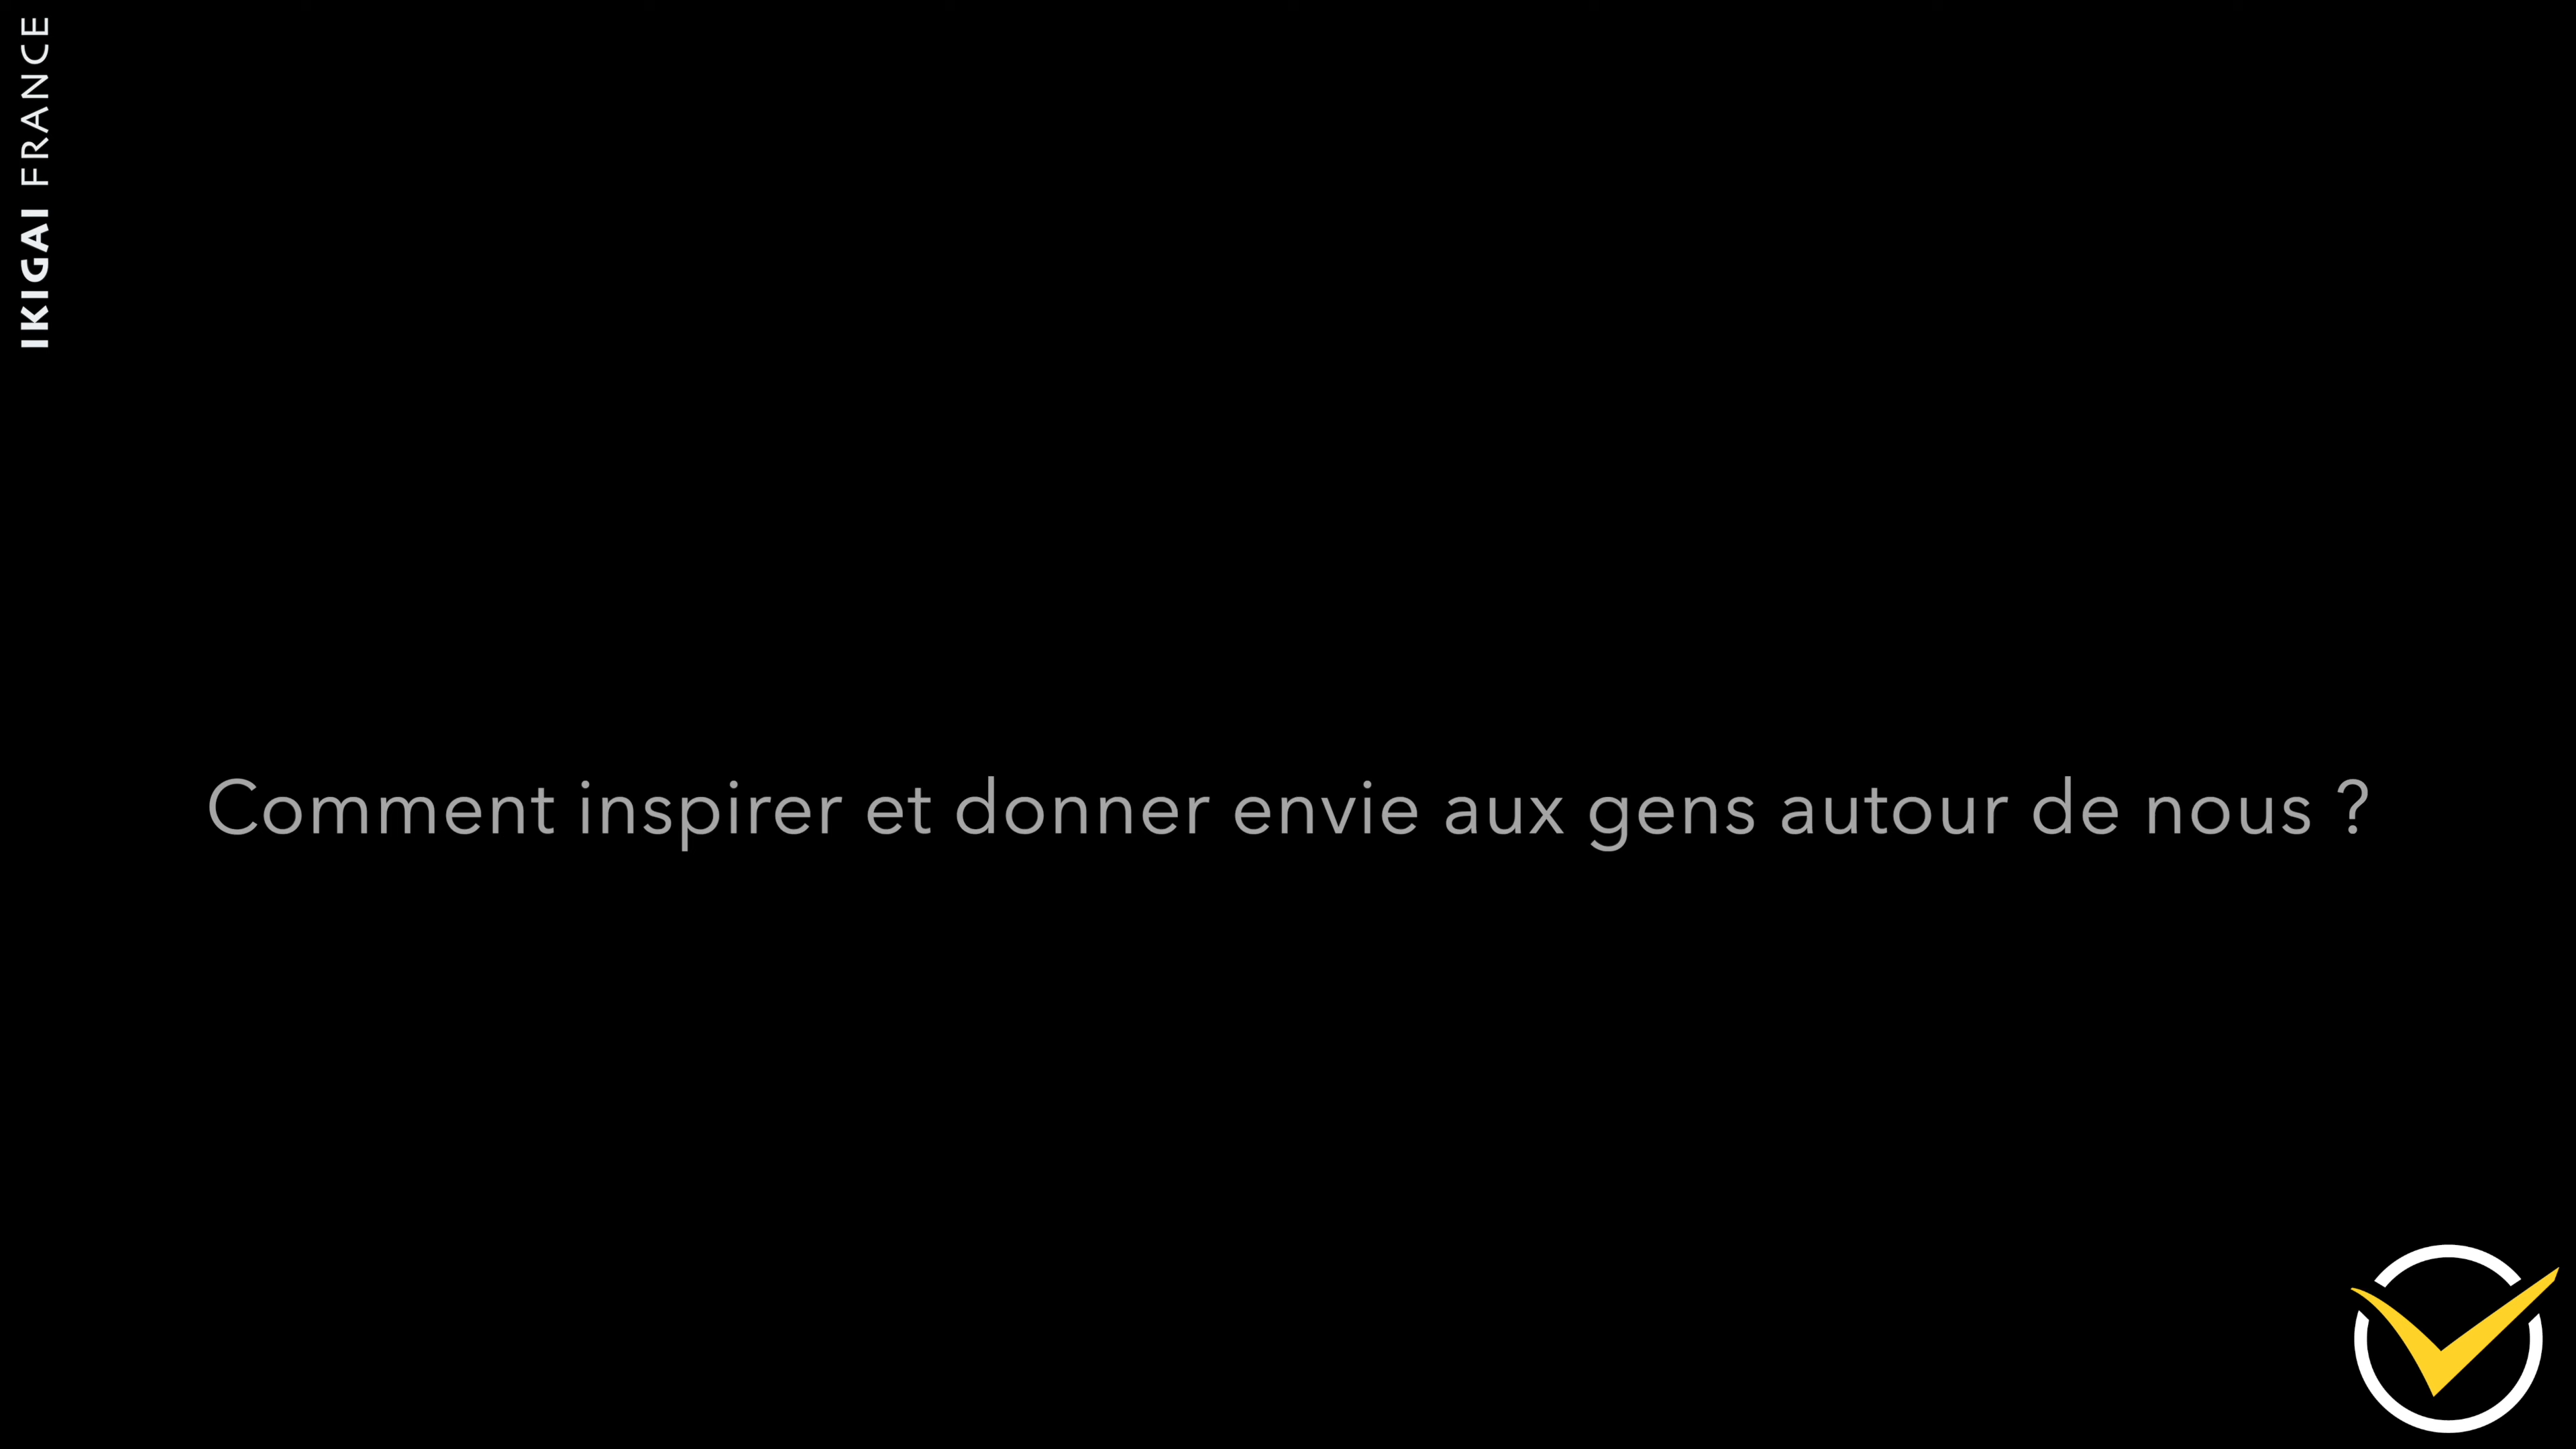 IKIGAI FRANCE
Comment inspirer et donner envie aux gens autour de nous ?